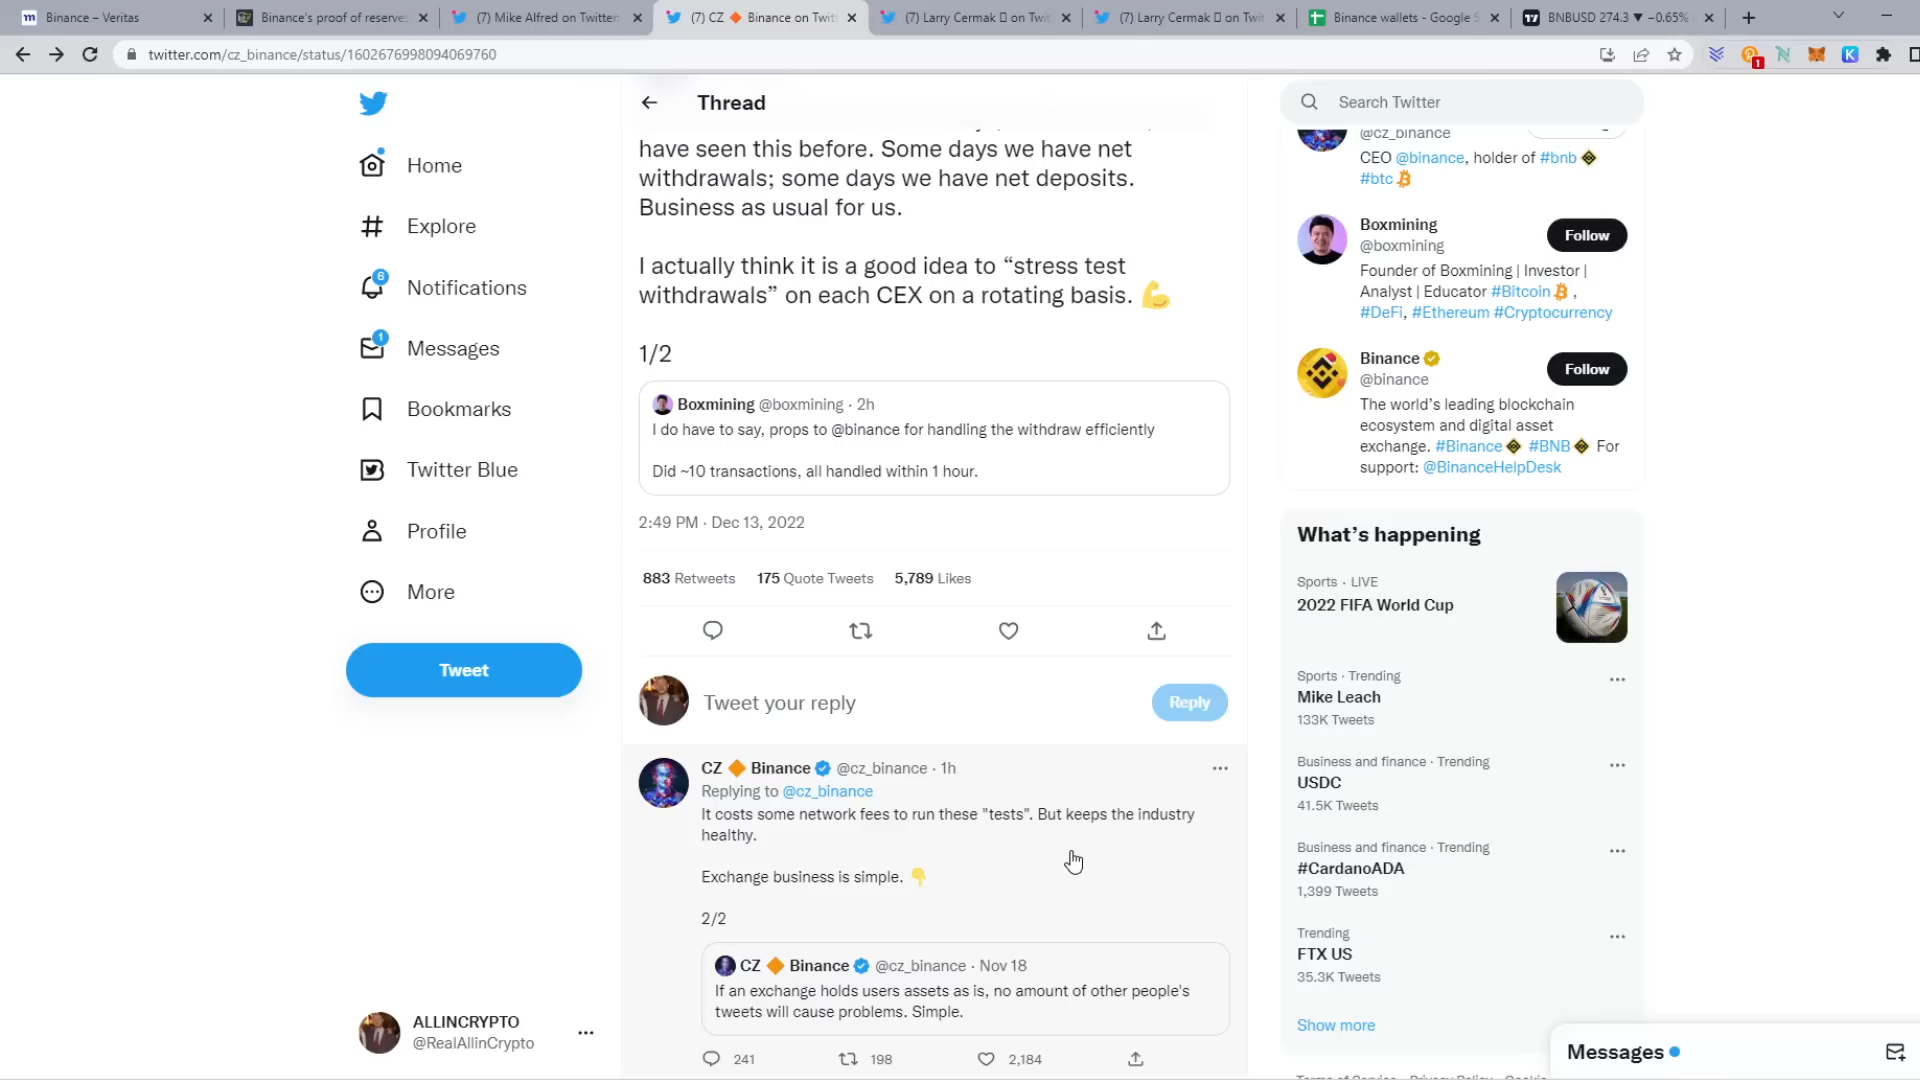 Binance – Veritas
Binance's proof of reserves
(7) Mike Alfred on Twitter
(7) CZ 🔶 Binance on Twitt
(7) Larry Cermak on Twit
(7) Larry Cermak on Twit
Binance wallets - Google S
BNBUSD 274.3 ▼ −0.65%
twitter.com/cz_binance/status/1602676998094069760
1
K
Home
Explore
6
Notifications
1
Messages
Bookmarks
Twitter Blue
Profile
More
Tweet
ALLINCRYPTO
@RealAllinCrypto
Thread
have seen this before. Some days we have net
withdrawals; some days we have net deposits.
Business as usual for us.
I actually think it is a good idea to “stress test
withdrawals” on each CEX on a rotating basis. 💪
1/2
Boxmining @boxmining · 2h
I do have to say, props to @binance for handling the withdraw efficiently
Did ~10 transactions, all handled within 1 hour.
2:49 PM · Dec 13, 2022
883 Retweets 175 Quote Tweets 5,789 Likes
Tweet your reply
Reply
CZ 🔶 Binance @cz_binance · 1h
Replying to @cz_binance
It costs some network fees to run these "tests". But keeps the industry
healthy.
Exchange business is simple. 👇
2/2
CZ 🔶 Binance @cz_binance · Nov 18
If an exchange holds users assets as is, no amount of other people's
tweets will cause problems. Simple.
241 198 2,184
Search Twitter
@cz_binance
CEO @binance, holder of #bnb
#btc
Boxmining
@boxmining
Follow
Founder of Boxmining | Investor |
Analyst | Educator #Bitcoin ,
#DeFi, #Ethereum #Cryptocurrency
Binance
@binance
Follow
The world’s leading blockchain
ecosystem and digital asset
exchange. #Binance #BNB For
support: @BinanceHelpDesk
What’s happening
Sports · LIVE
2022 FIFA World Cup
Sports · Trending
Mike Leach
133K Tweets
Business and finance · Trending
USDC
41.5K Tweets
Business and finance · Trending
#CardanoADA
1,399 Tweets
Trending
FTX US
35.3K Tweets
Show more
Messages